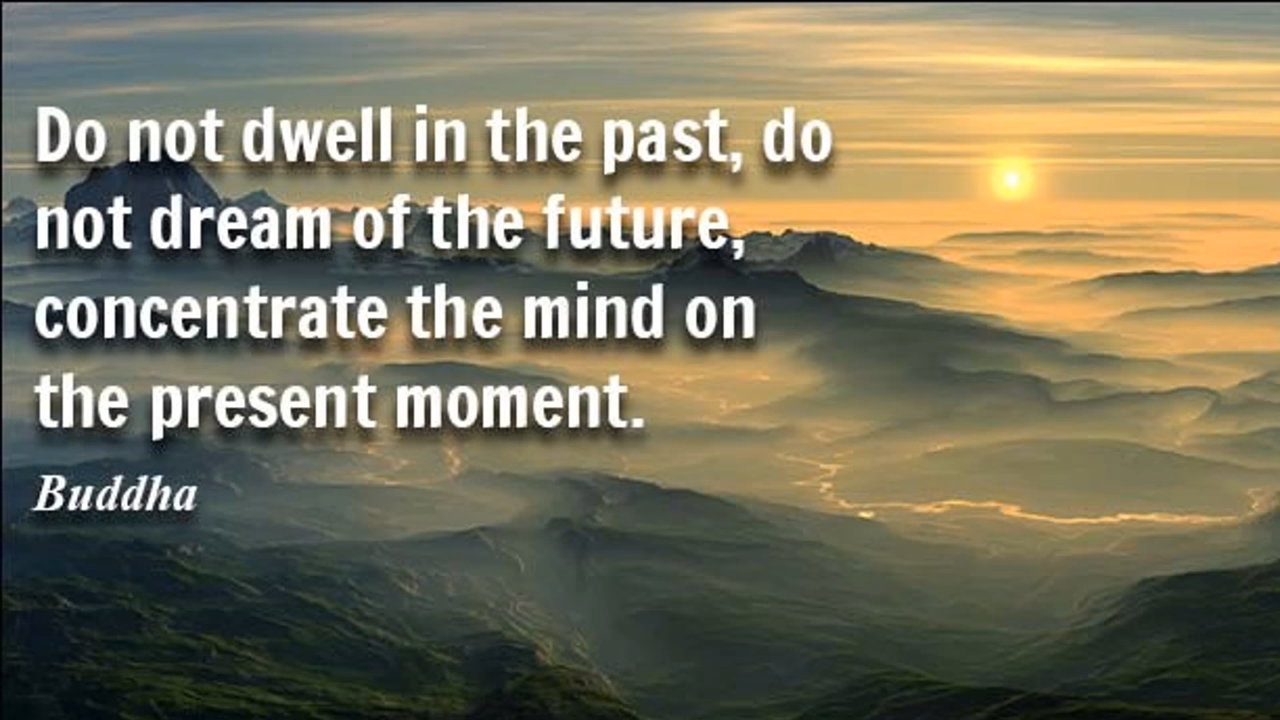 Do not dwell in the past, do
not dream of the future,
concentrate the mind on
the present moment.
Buddha